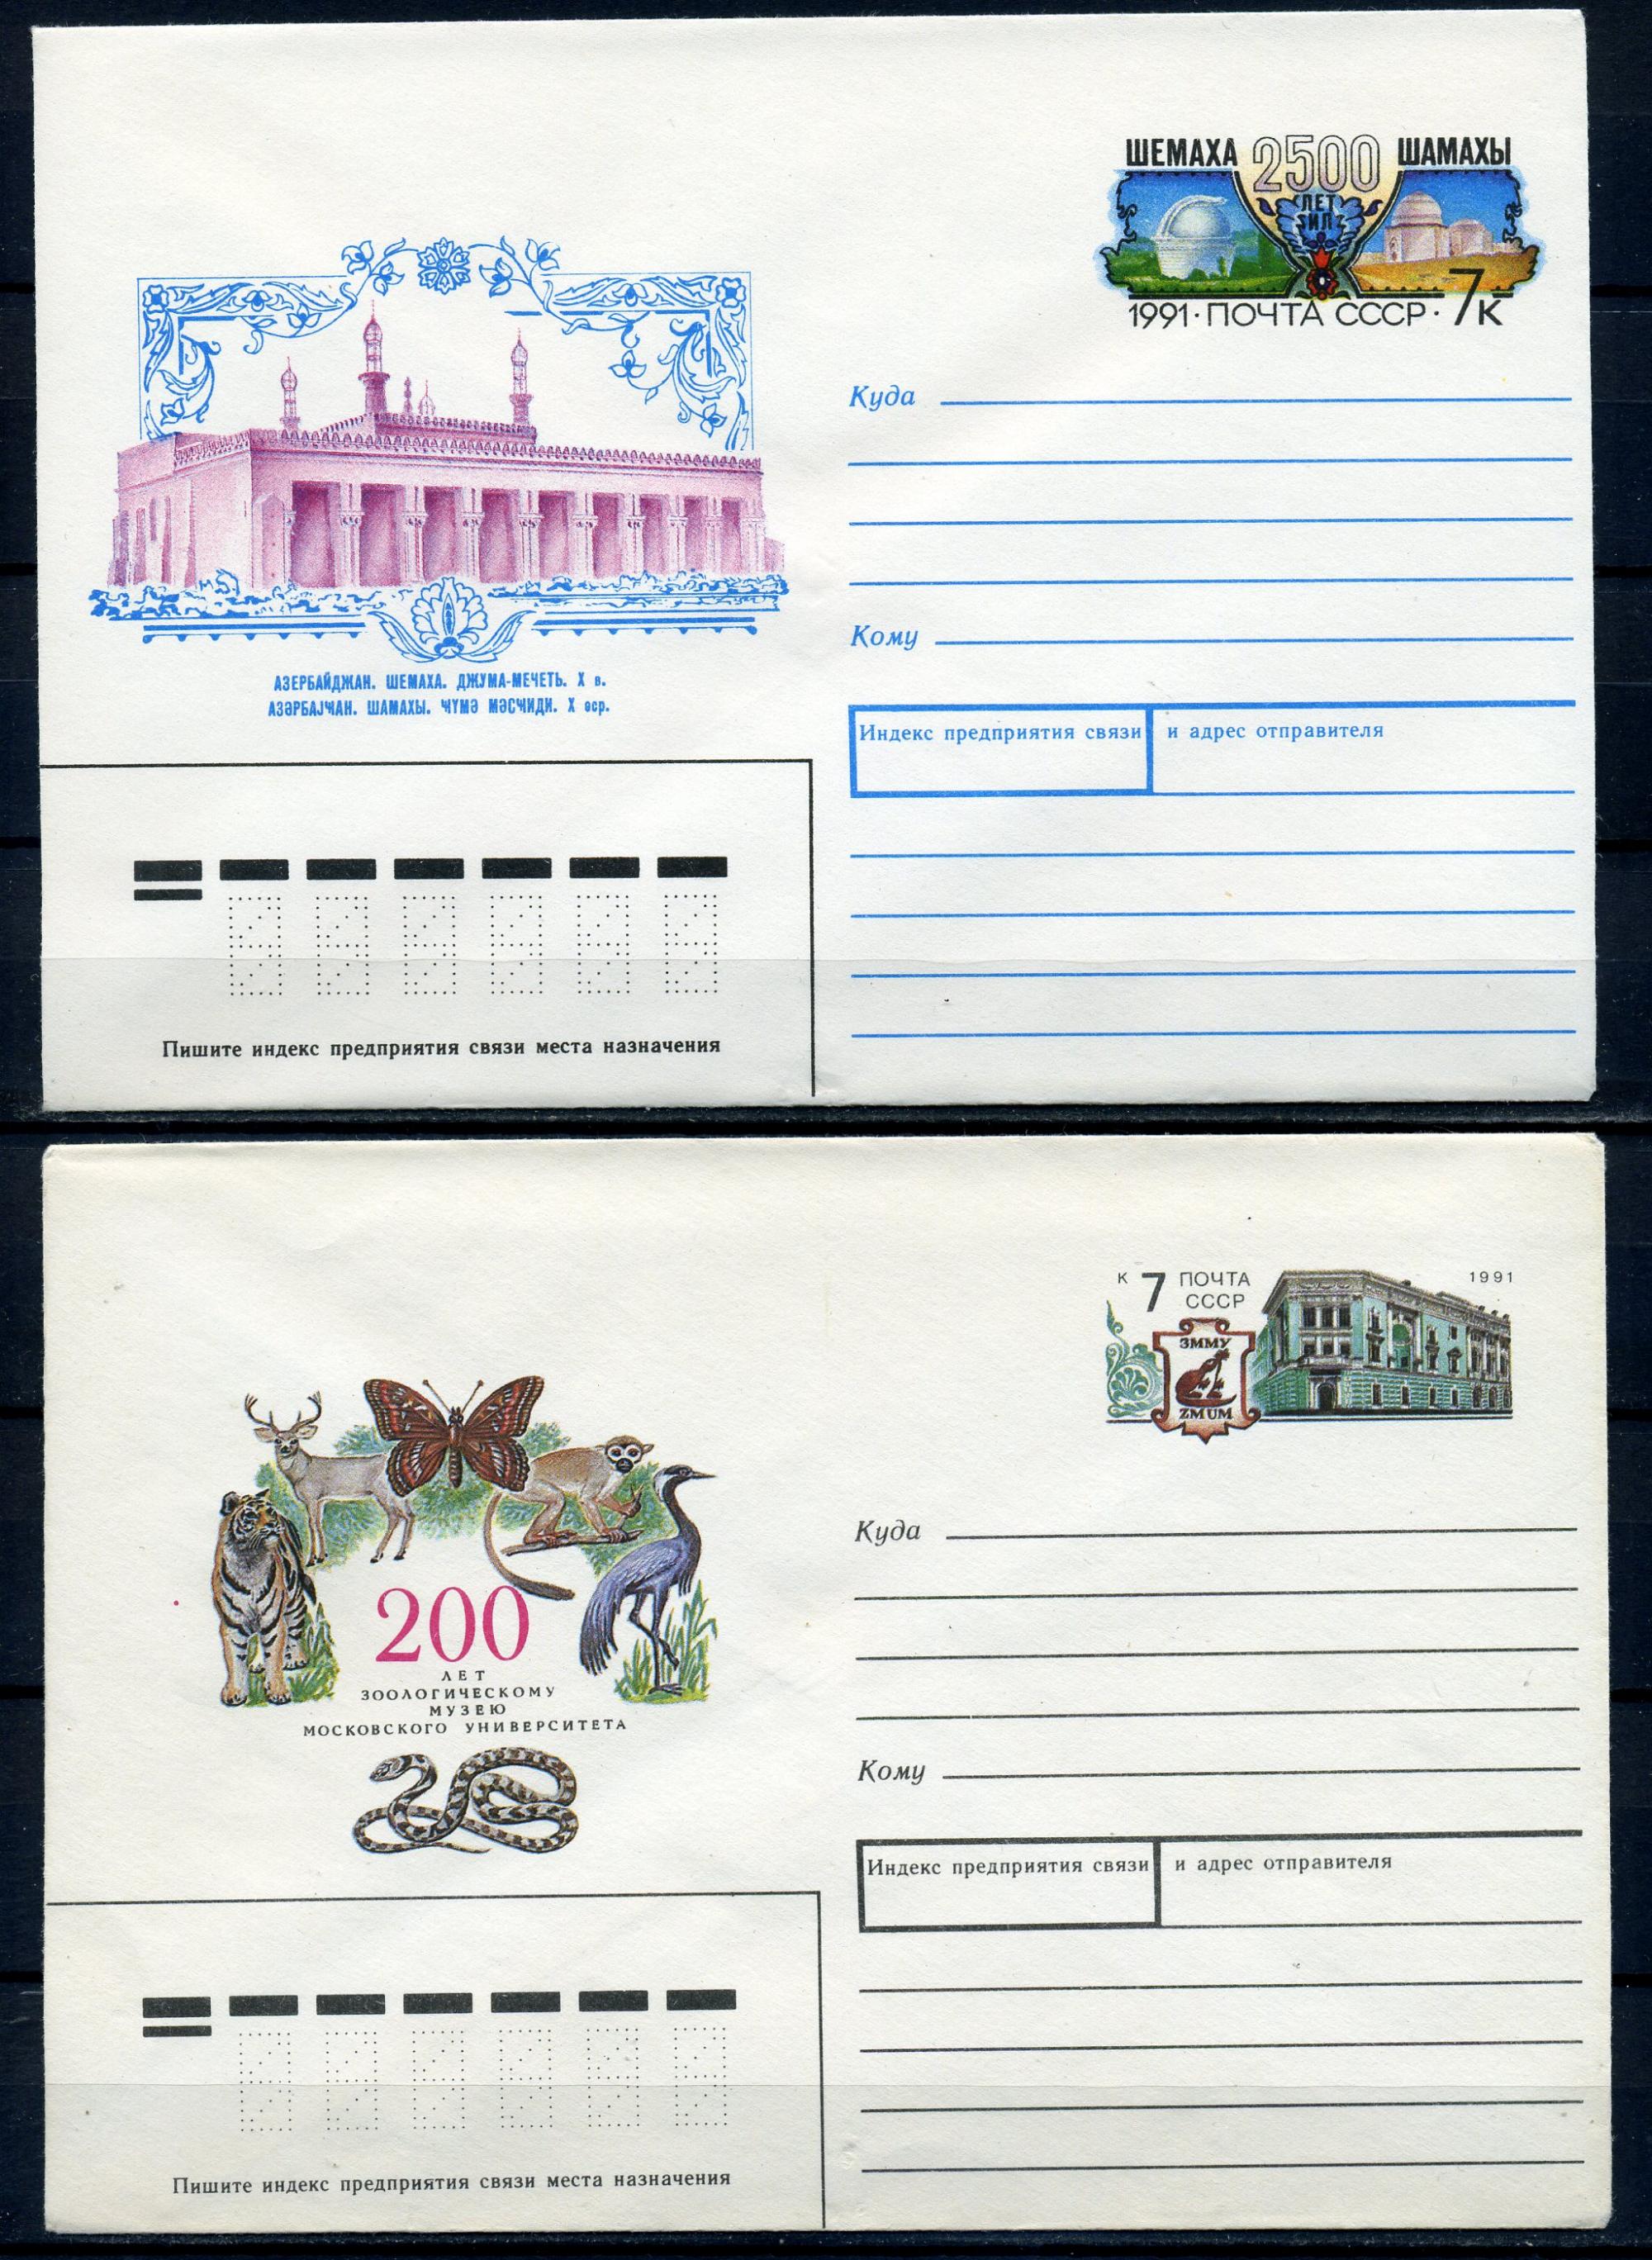 ШЕМАХА 2500 ШАМАХЫ
ЛЕТ
ИЛ
1991 · ПОЧТА СССР · 7к
Куда
Кому
АЗЕРБАЙДЖАН. ШЕМАХА. ДЖУМА-МЕЧЕТЬ. X в.
АЗӘРБАЈҸАН. ШАМАХЫ. ҸҮМӘ МӘСҸИДИ. X әср.
Индекс предприятия связи и адрес отправителя
Пишите индекс предприятия связи места назначения
к 7 ПОЧТА
СССР
1991
ЗММУ
ZMUM
Куда
200
ЛЕТ
ЗООЛОГИЧЕСКОМУ
МУЗЕЮ
МОСКОВСКОГО УНИВЕРСИТЕТА
Кому
Индекс предприятия связи и адрес отправителя
Пишите индекс предприятия связи места назначения